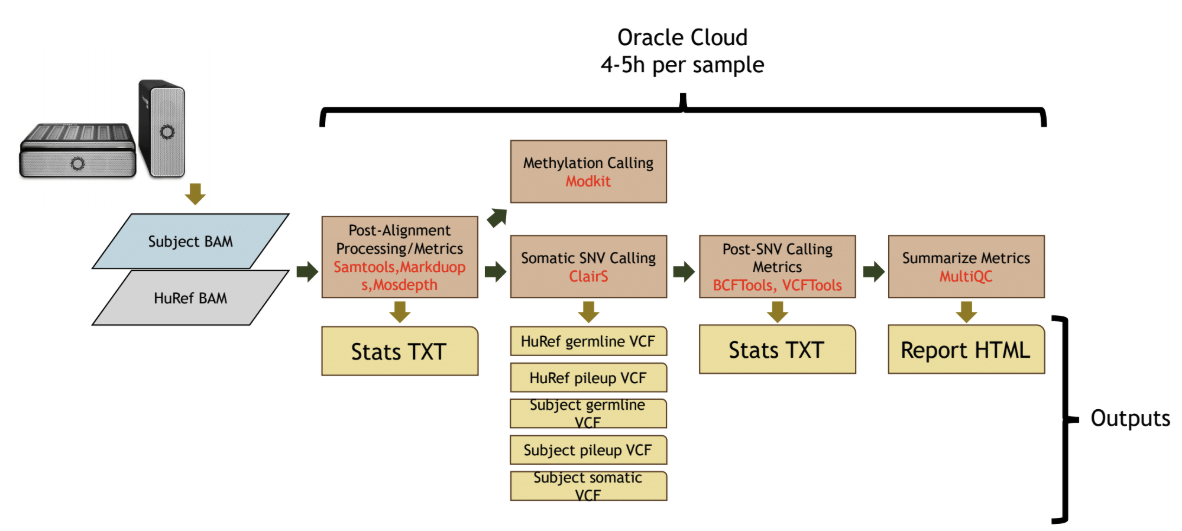 Oracle Cloud
4-5h per sample
Methylation Calling
Modkit
Subject BAM
HuRef BAM
Post-Alignment
Processing/Metrics
Samtools,Markduop
s,Mosdepth
Somatic SNV Calling
ClairS
Post-SNV Calling
Metrics
BCFTools, VCFTools
Summarize Metrics
MultiQC
Stats TXT
HuRef germline VCF
HuRef pileup VCF
Subject germline
VCF
Subject pileup VCF
Subject somatic
VCF
Stats TXT
Report HTML
Outputs